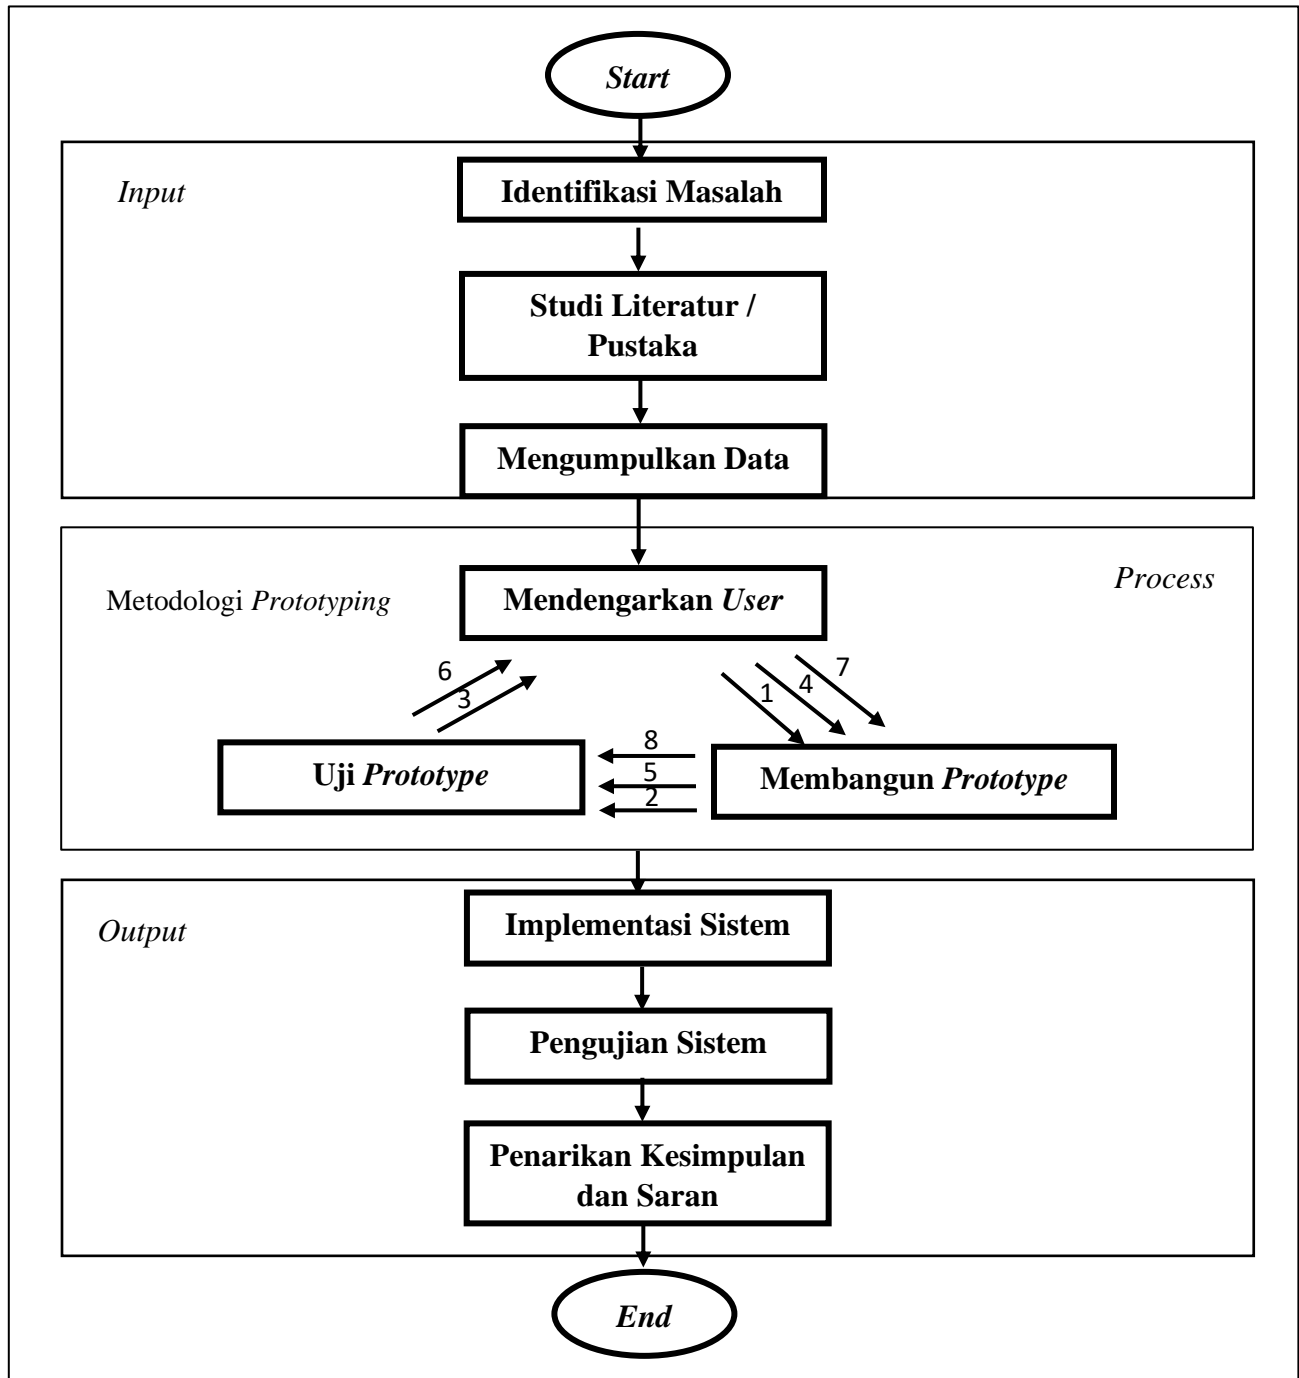 Start
Input
Identifikasi Masalah
Studi Literatur /
Pustaka
Mengumpulkan Data
Process
Metodologi Prototyping
Mendengarkan User
6
3
1
4
7
8
5
2
Uji Prototype
Membangun Prototype
Output
Implementasi Sistem
Pengujian Sistem
Penarikan Kesimpulan
dan Saran
End